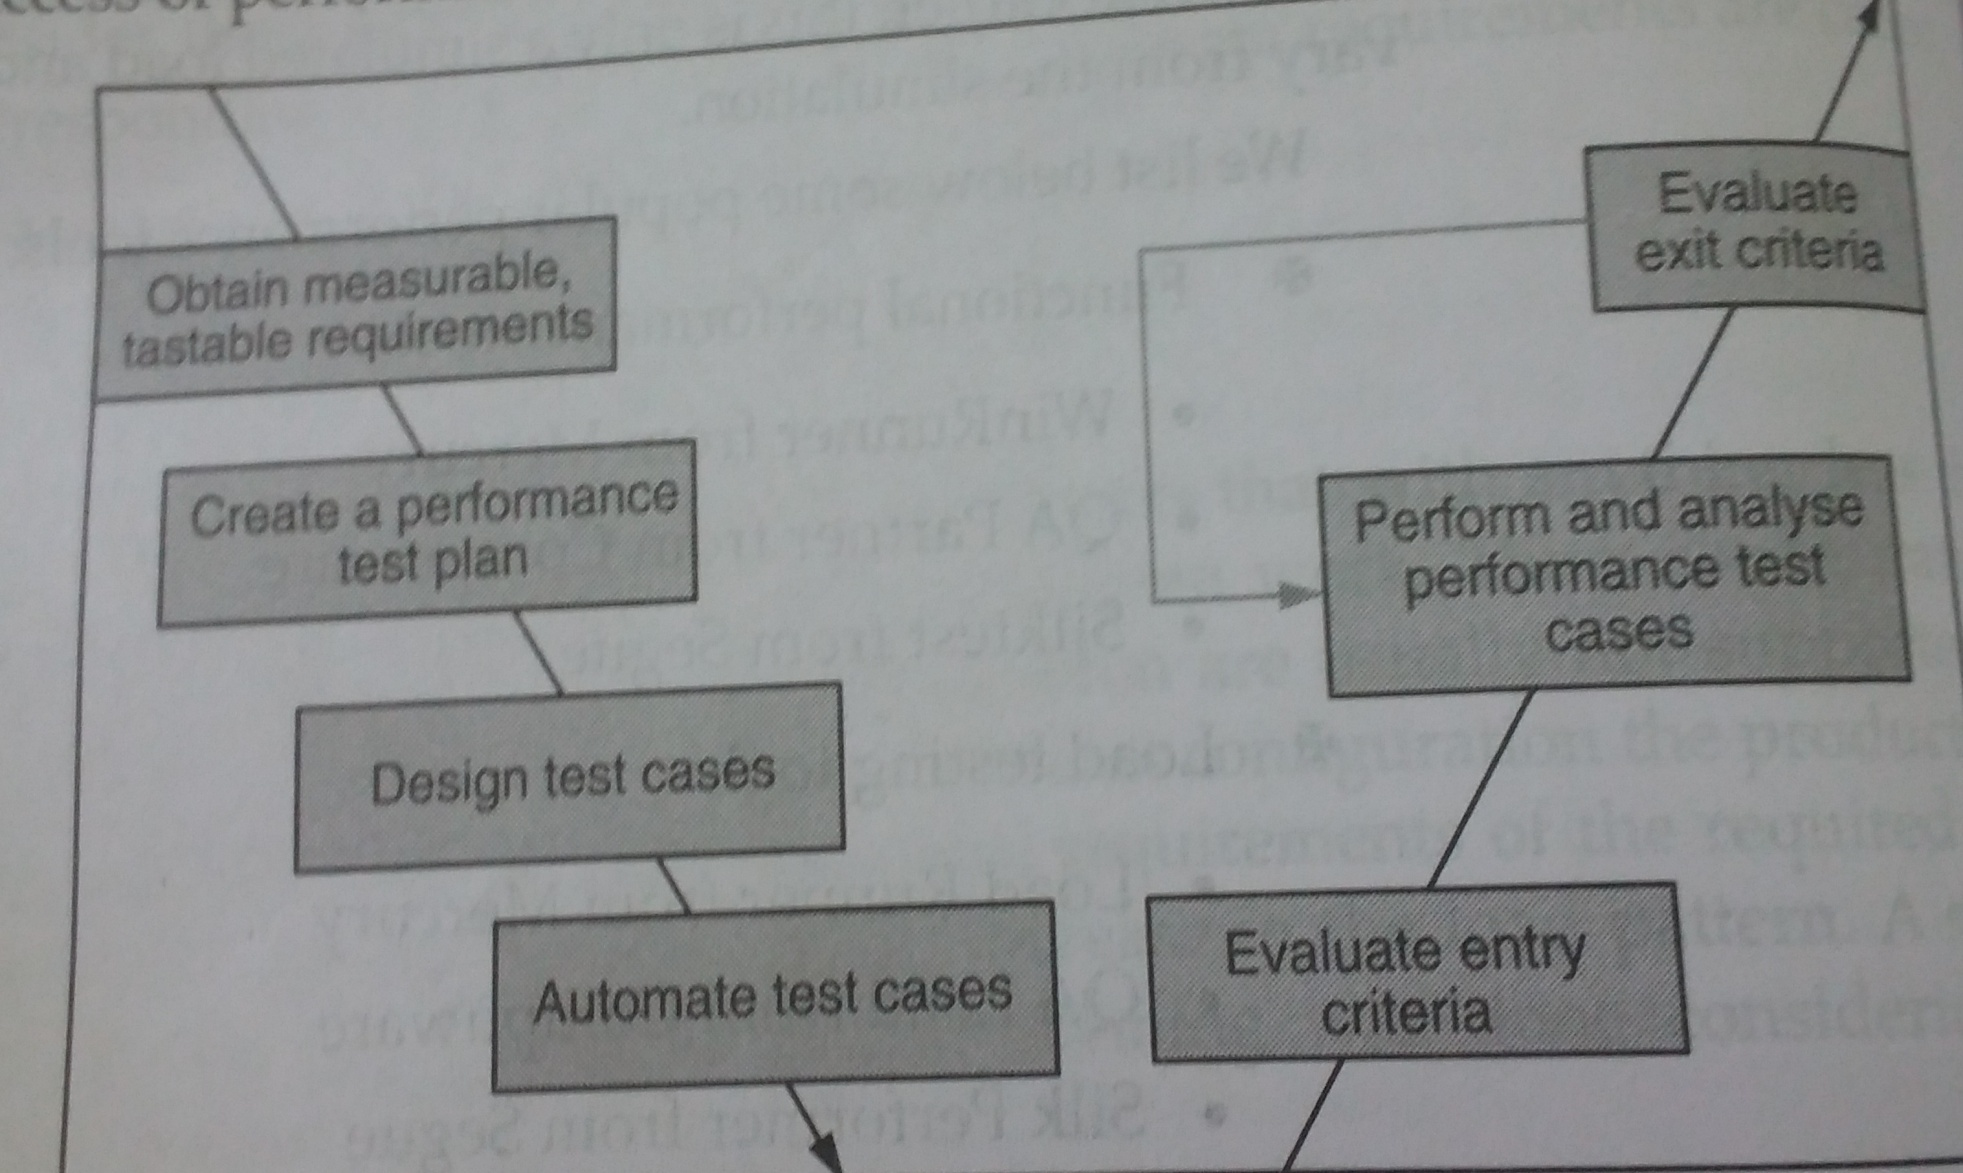 Obtain measurable,
tastable requirements
Create a performance
test plan
Design test cases
Automate test cases
Evaluate
exit criteria
Perform and analyse
performance test
cases
Evaluate entry
criteria